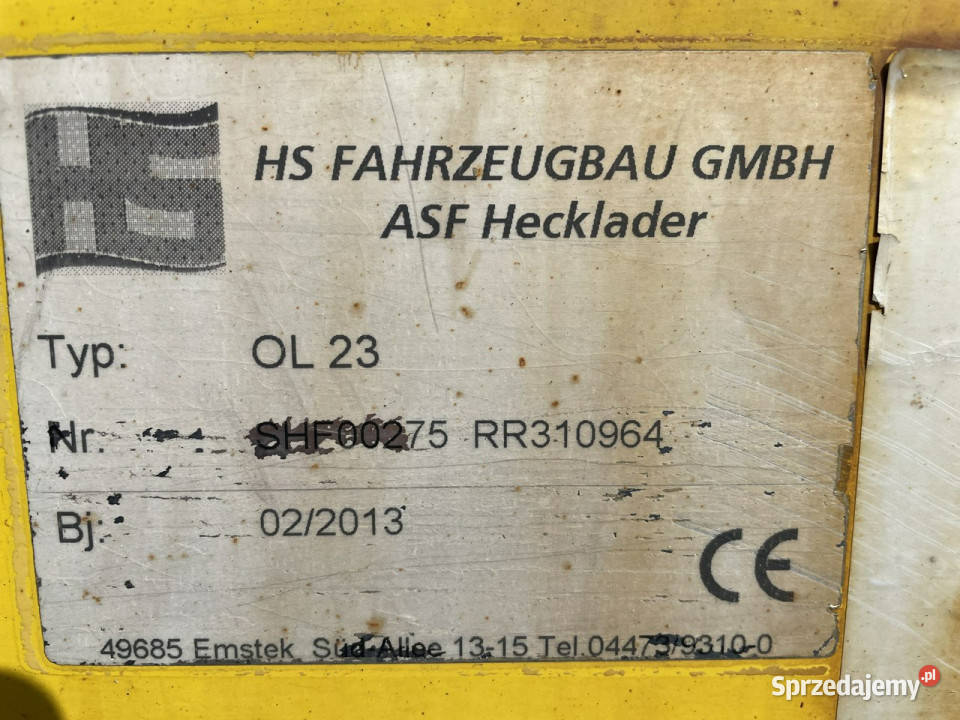 HS
HS FAHRZEUGBAU GMBH
ASF Hecklader
Typ: OL 23
Nr. SHF00275 RR310964
Bj: 02/2013
CE
49685 Emstek Süd-Allee 13-15 Tel.04473/9310-0
Sprzedajemy.pl